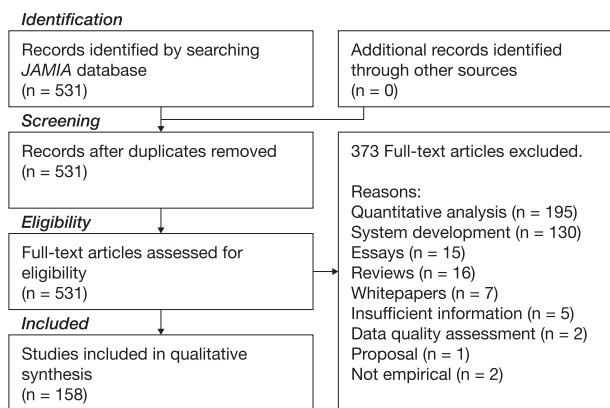 Identification
Records identified by searching
JAMIA database
(n = 531)
Additional records identified
through other sources
(n = 0)
Screening
Records after duplicates removed
(n = 531)
Eligibility
Full-text articles assessed for
eligibility
(n = 531)
373 Full-text articles excluded.
Reasons:
Quantitative analysis (n = 195)
System development (n = 130)
Essays (n = 15)
Reviews (n = 16)
Whitepapers (n = 7)
Insufficient information (n = 5)
Data quality assessment (n = 2)
Proposal (n = 1)
Not empirical (n = 2)
Included
Studies included in qualitative
synthesis
(n = 158)